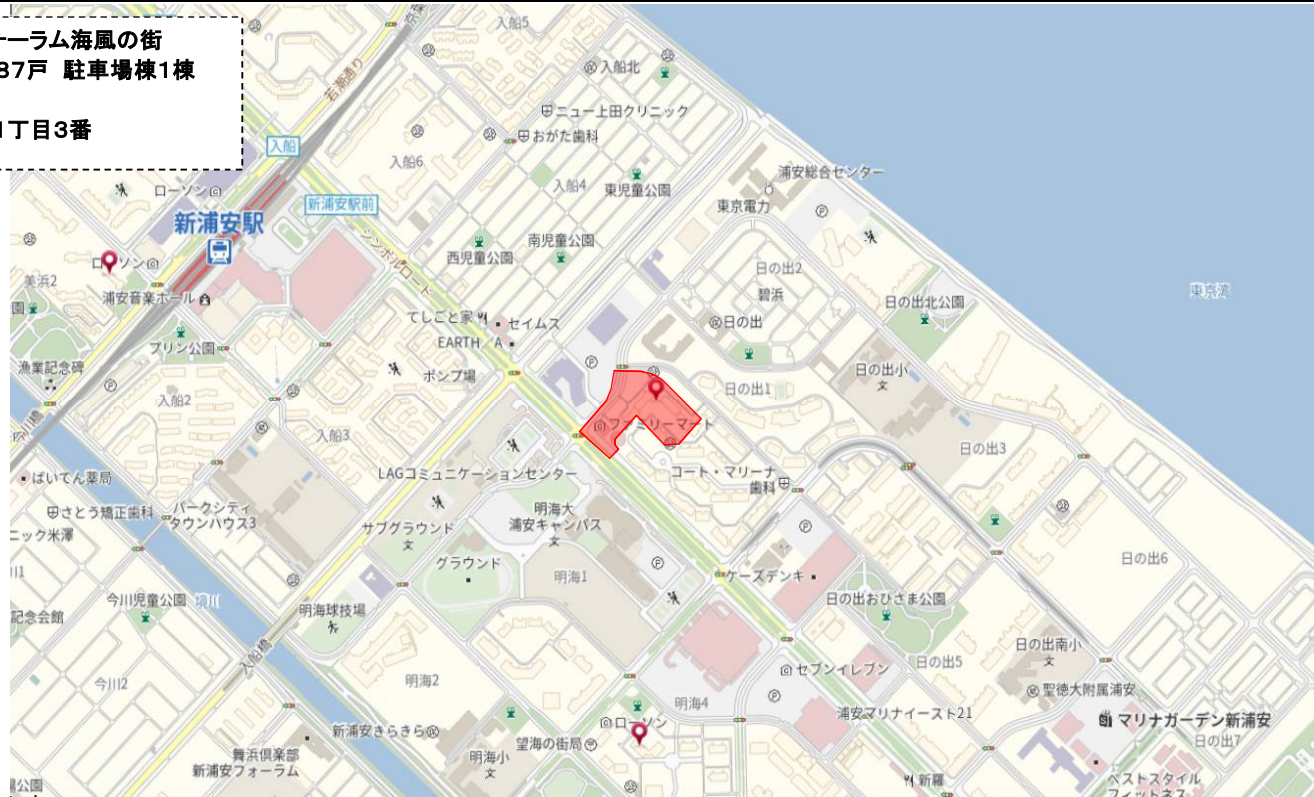 ーラム海風の街
87戸 駐車場棟1棟
1丁目3番
入船5
京葉
若潮通り
入船北
ニュー上田クリニック
おがた歯科
入船
入船6
入船4
東児童公園
浦安総合センター
東京電力
ローソン
新浦安駅前
新浦安駅
シンボルロード
西児童公園
南児童公園
日の出2
碧浜
東京湾
ローソン
美浜2
浦安音楽ホール
園
日の出北公園
てしごと家
セイムス
日の出
EARTH
プリン公園
漁業記念碑
ポンプ場
日の出1
日の出小
文
入船2
入船3
ファミリーマート
日の出3
ばいてん薬局
LAGコミュニケーションセンター
コート・マリーナ
歯科
さとう矯正歯科
パークシティ
タウンハウス3
ニック米澤
サブグラウンド
文
明海大
浦安キャンパス
文
グラウンド
明海1
日の出6
ケーズデンキ
今川児童公園
境川
明海球技場
日の出おひさま公園
記念会館
入船橋
日の出南小
文
セブンイレブン
日の出5
今川2
明海2
聖徳大附属浦安
明海4
浦安マリナイースト21
マリナガーデン新浦安
日の出7
新浦安きらきら
ローソン
望海の街局
舞浜倶楽部
新浦安フォーラム
明海小
文
新羅
ベストスタイル
フィットネス
公園